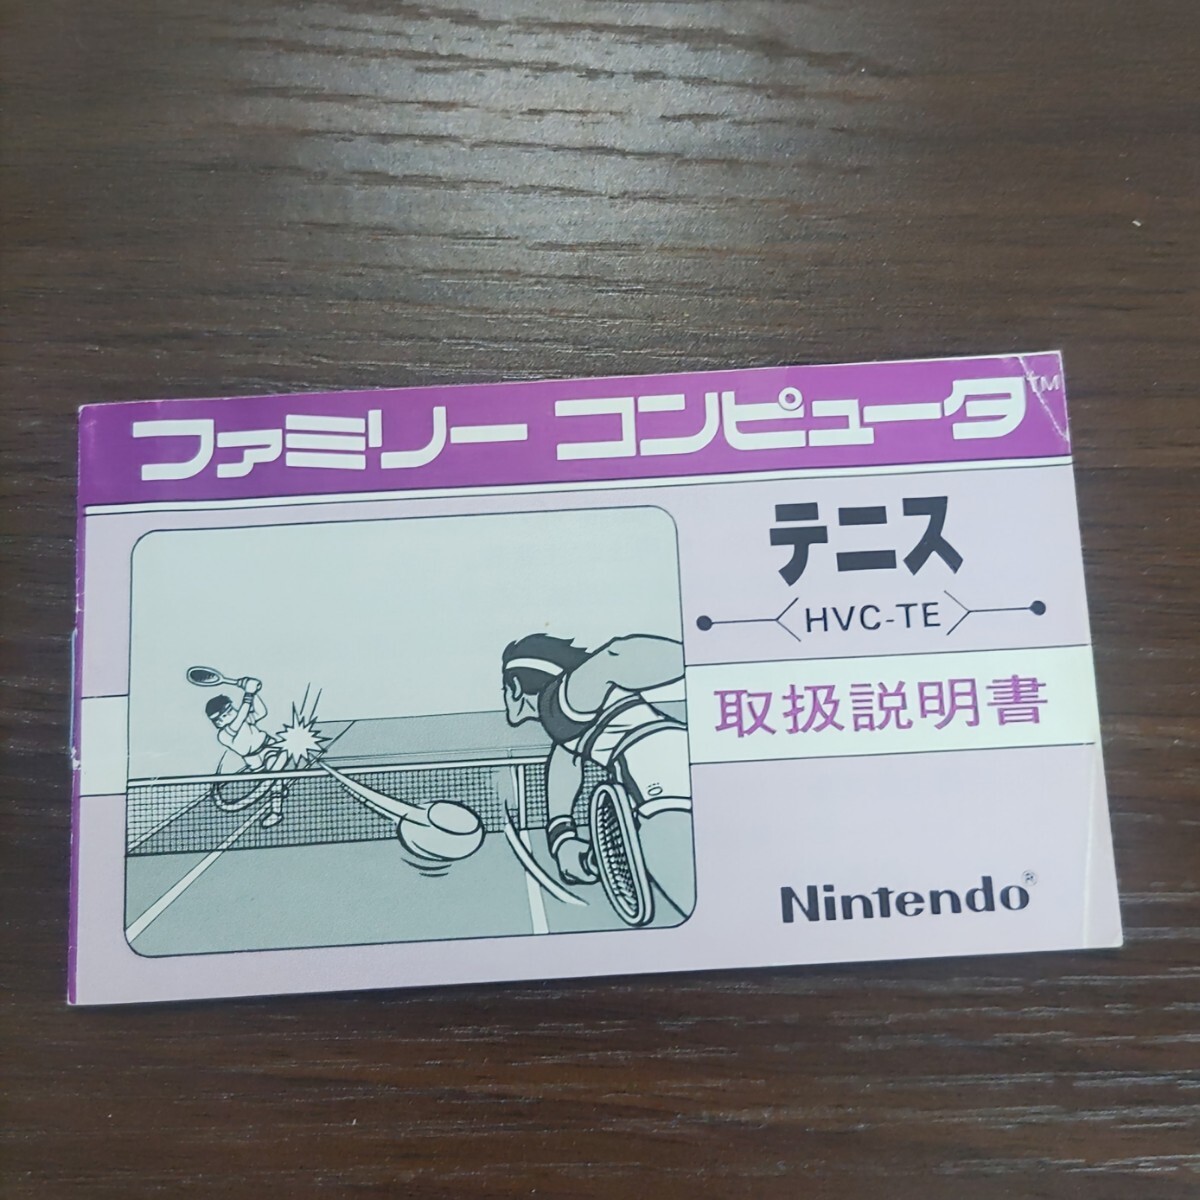 ファミリー コンピュータ™
テニス
HVC-TE
取扱説明書
Nintendo®